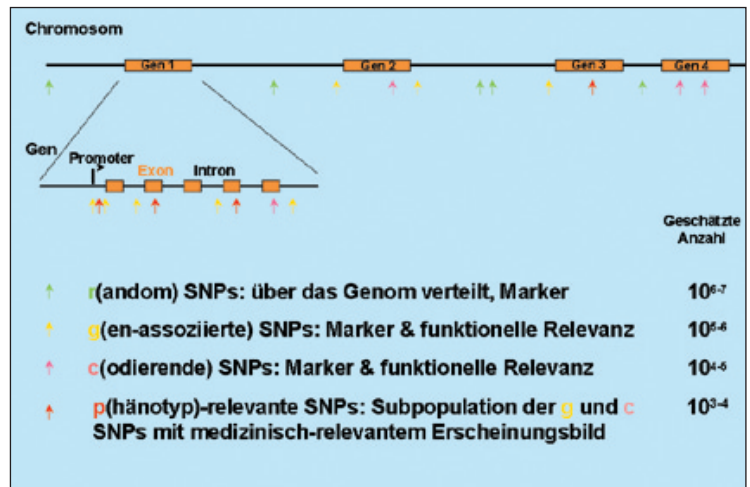 Chromosom
Gen 1 Gen 2 Gen 3 Gen 4
Gen
Promoter
Exon Intron
Geschätzte
Anzahl
r(andom) SNPs: über das Genom verteilt, Marker 10⁶⁻⁷
g(en-assoziierte) SNPs: Marker & funktionelle Relevanz 10⁵⁻⁶
c(odierende) SNPs: Marker & funktionelle Relevanz 10⁴⁻⁵
p(hänotyp)-relevante SNPs: Subpopulation der g und c 10³⁻⁴
SNPs mit medizinisch-relevantem Erscheinungsbild